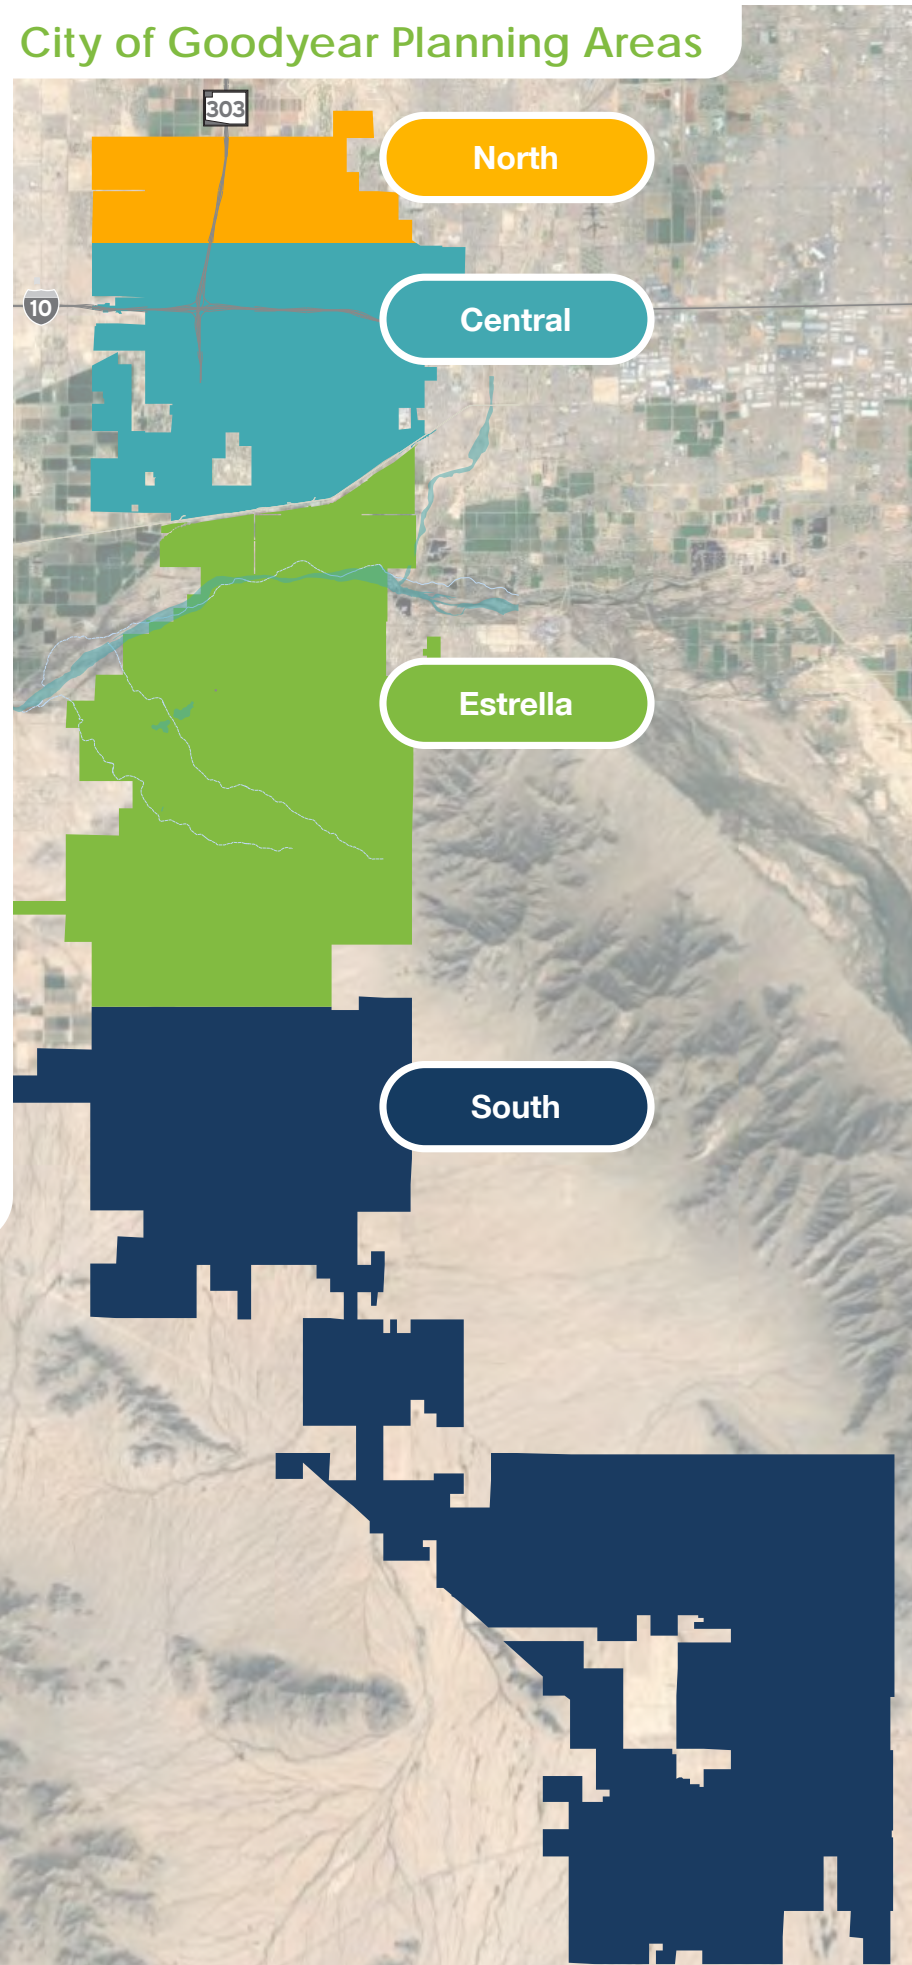 City of Goodyear Planning Areas
303
North
10
Central
Estrella
South